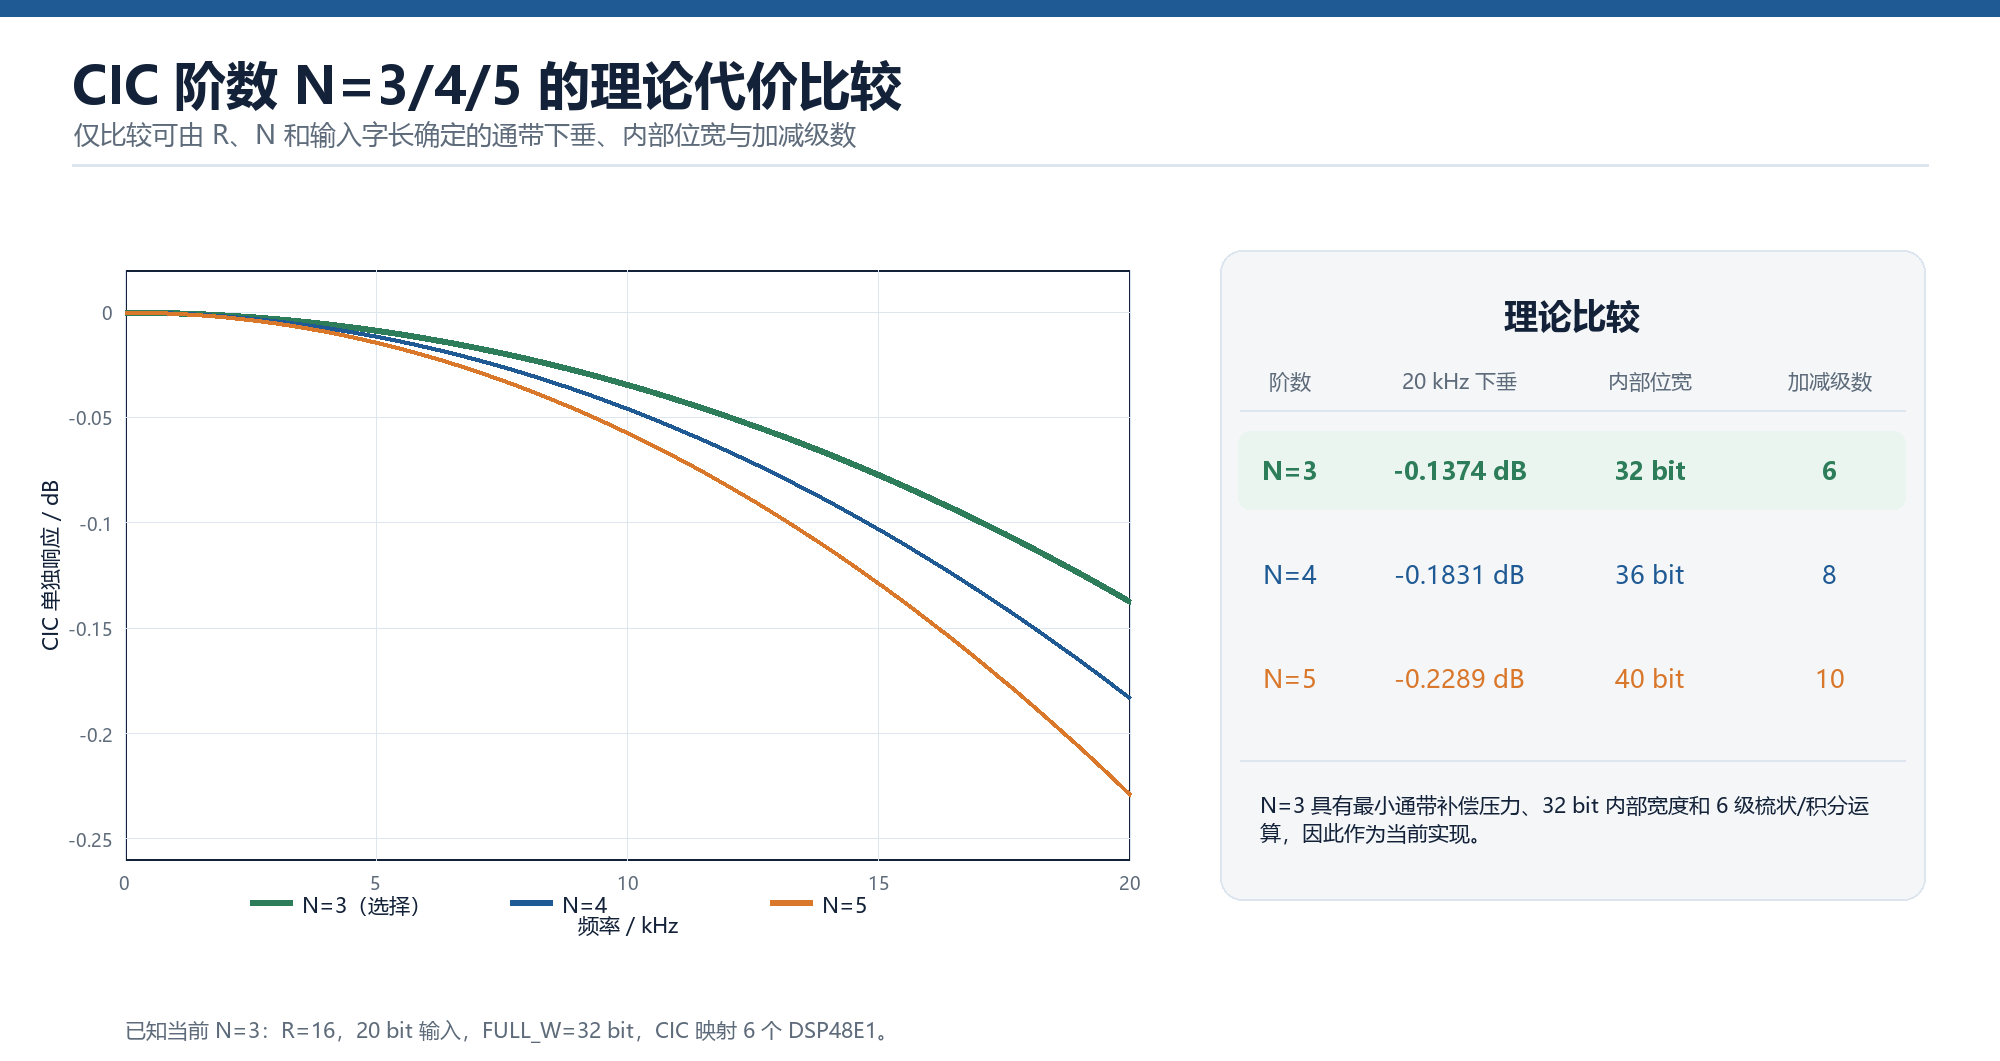 CIC 阶数 N=3/4/5 的理论代价比较
仅比较可由 R、N 和输入字长确定的通带下垂、内部位宽与加减级数
CIC 单独响应 / dB
0
-0.05
-0.1
-0.15
-0.2
-0.25
0 5 10 15 20
N=3（选择） N=4 N=5
频率 / kHz
理论比较
阶数 20 kHz 下垂 内部位宽 加减级数
N=3 -0.1374 dB 32 bit 6
N=4 -0.1831 dB 36 bit 8
N=5 -0.2289 dB 40 bit 10
N=3 具有最小通带补偿压力、32 bit 内部宽度和 6 级梳状/积分运
算，因此作为当前实现。
已知当前 N=3：R=16，20 bit 输入，FULL_W=32 bit，CIC 映射 6 个 DSP48E1。